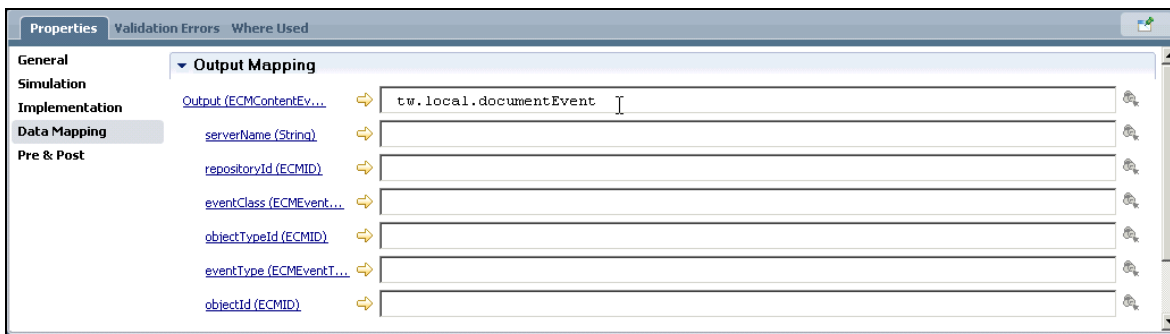 Properties Validation Errors Where Used
General
Simulation
Implementation
Data Mapping
Pre & Post
Output Mapping
Output (ECMContentEv... tw.local.documentEvent
serverName (String)
repositoryId (ECMID)
eventClass (ECMEvent...
objectTypeId (ECMID)
eventType (ECMEventT...
objectId (ECMID)